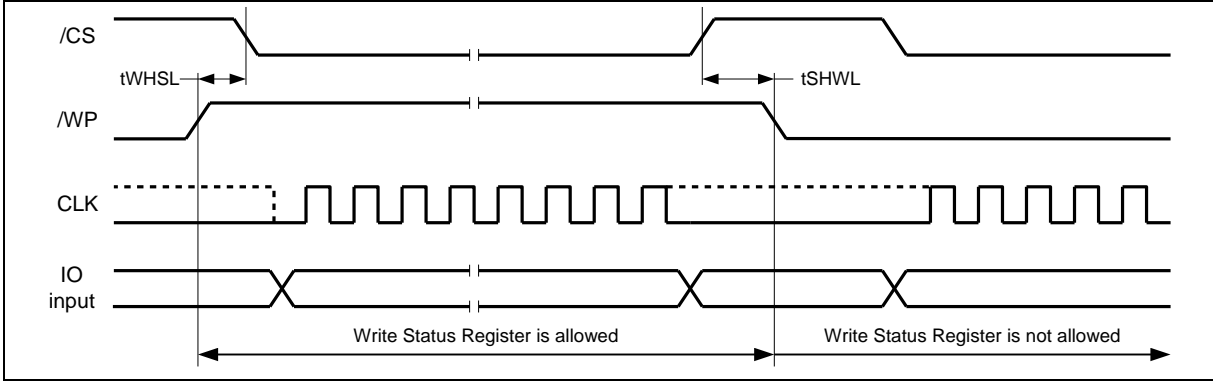 /CS
tWHSL
tSHWL
/WP
CLK
IO
input
Write Status Register is allowed
Write Status Register is not allowed